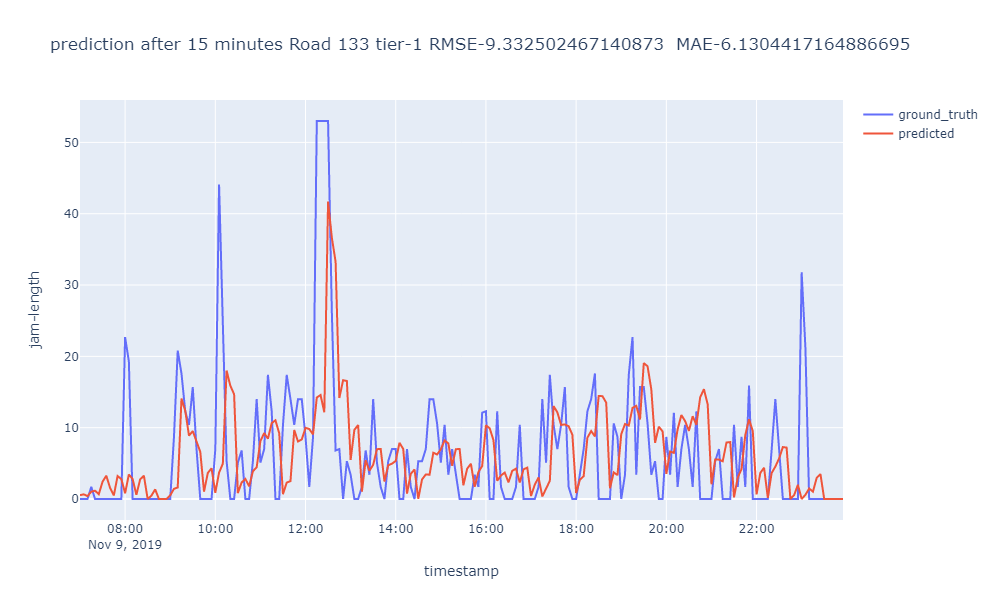 prediction after 15 minutes Road 133 tier-1 RMSE-9.332502467140873  MAE-6.1304417164886695
ground_truth
predicted
50
40
30
20
10
0
jam-length
08:00 10:00 12:00 14:00 16:00 18:00 20:00 22:00
Nov 9, 2019
timestamp